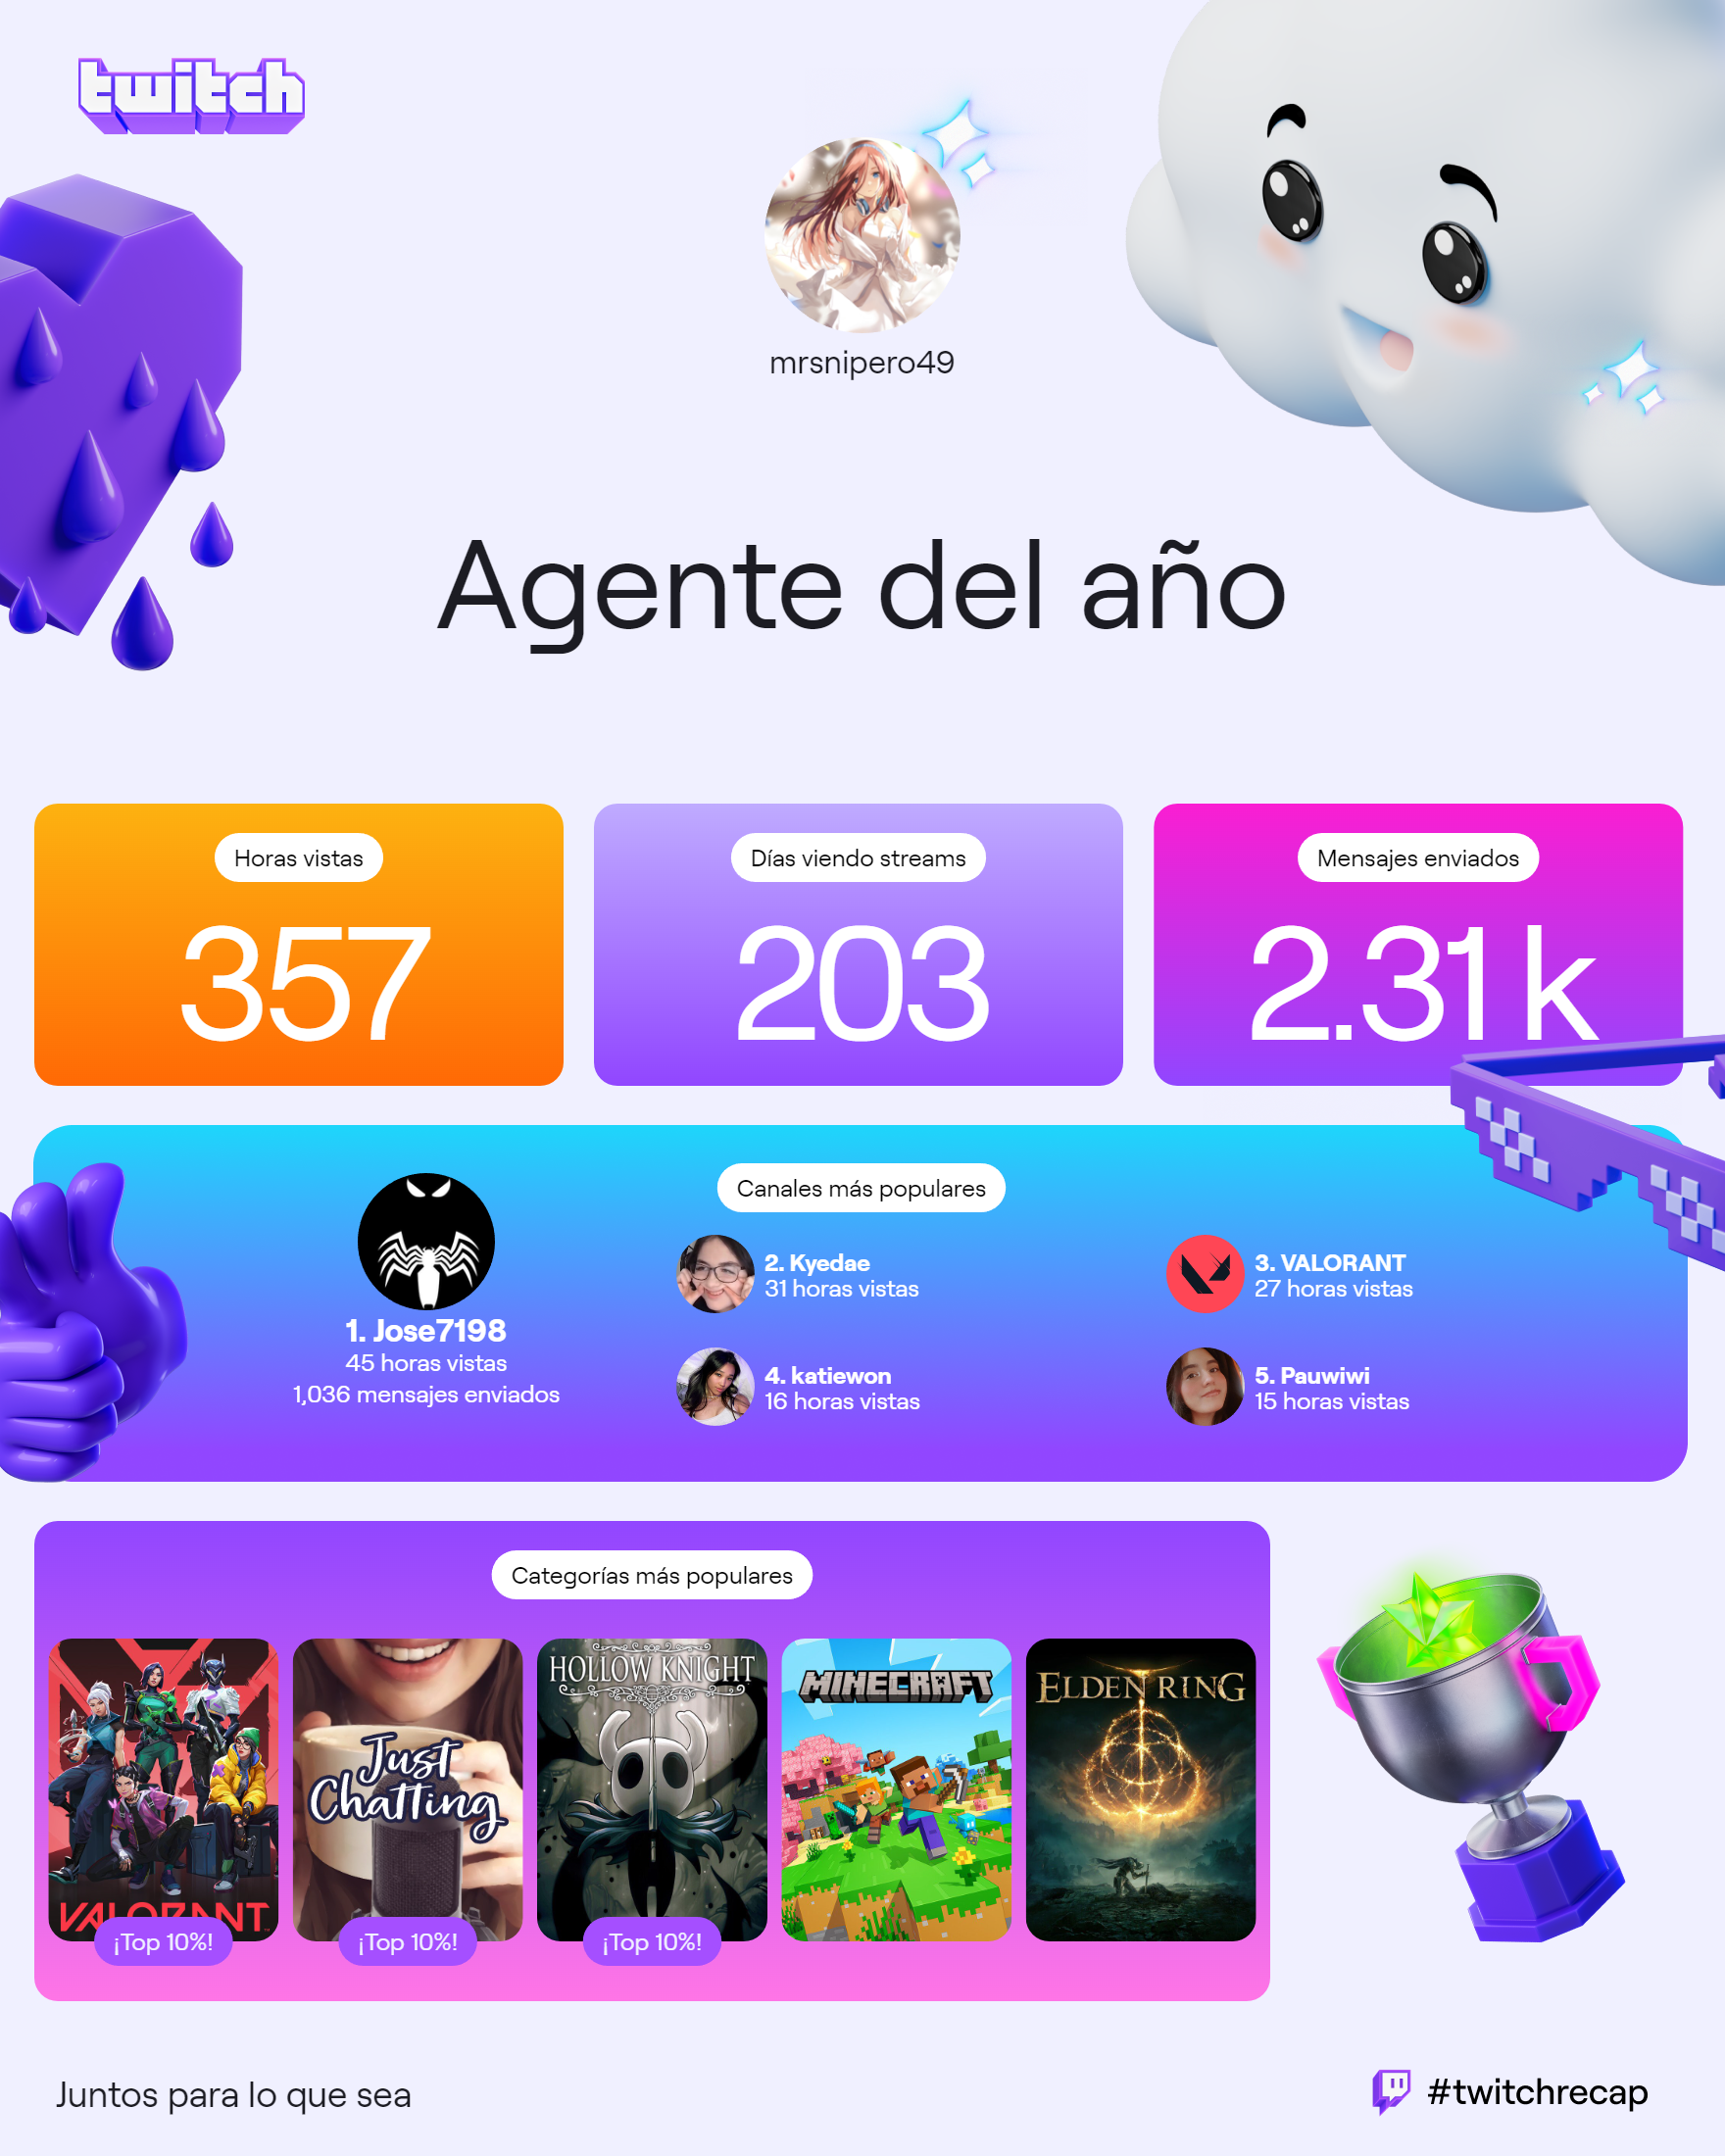 twitch
mrsnipero49
Agente del año
Horas vistas
357
Días viendo streams
203
Mensajes enviados
2.31 k
Canales más populares
1. Jose7198
45 horas vistas
1,036 mensajes enviados
2. Kyedae
31 horas vistas
3. VALORANT
27 horas vistas
4. katiewon
16 horas vistas
5. Pauwiwi
15 horas vistas
Categorías más populares
VALORANT
¡Top 10%!
Just
Chatting
¡Top 10%!
HOLLOW KNIGHT
¡Top 10%!
MINECRAFT
ELDEN RING
Juntos para lo que sea
#twitchrecap